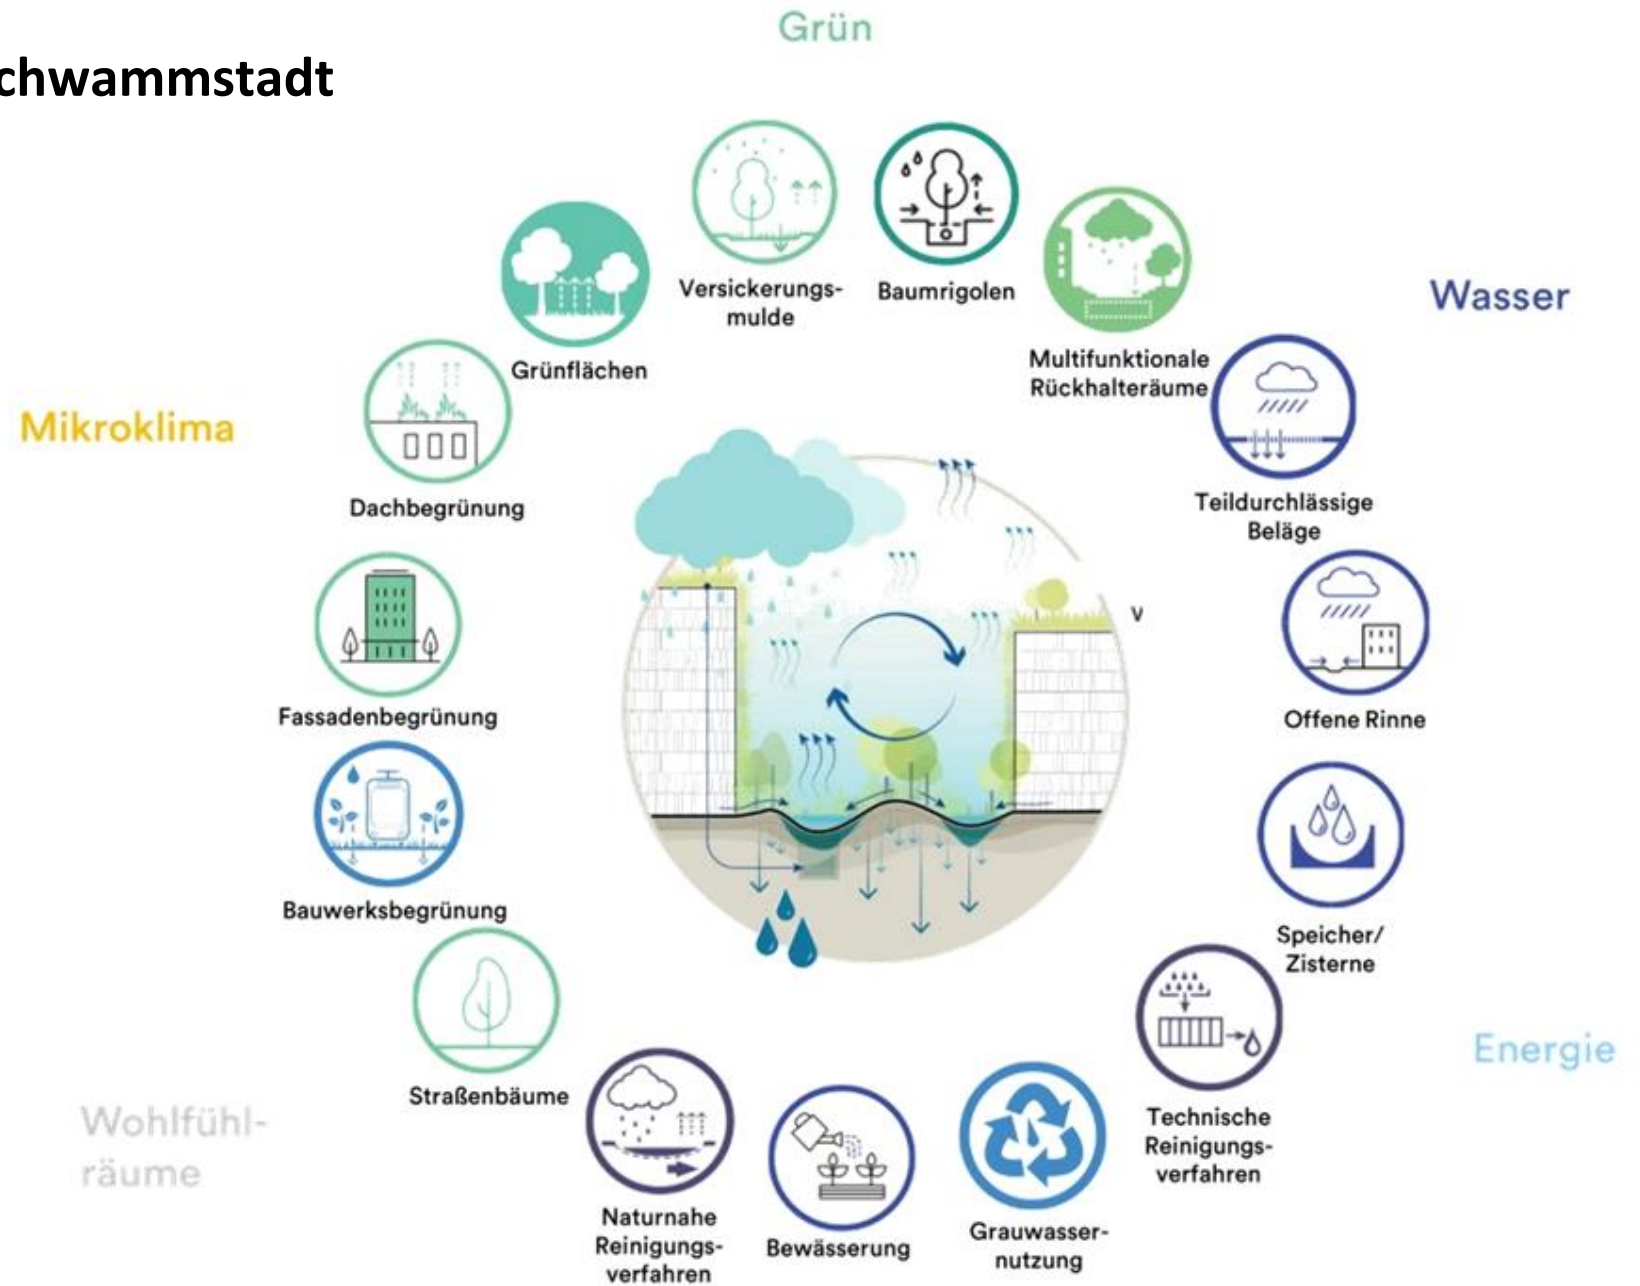 Grün
chwammstadt
Versickerungs-
mulde
Baumrigolen
Wasser
Multifunktionale
Rückhalteräume
Grünflächen
Mikroklima
Dachbegrünung
Teildurchlässige
Beläge
V
Fassadenbegrünung
Offene Rinne
Bauwerksbegrünung
Speicher/
Zisterne
Energie
Straßenbäume
Wohlfühl-
räume
Technische
Reinigungs-
verfahren
Naturnahe
Reinigungs-
verfahren
Bewässerung
Grauwasser-
nutzung